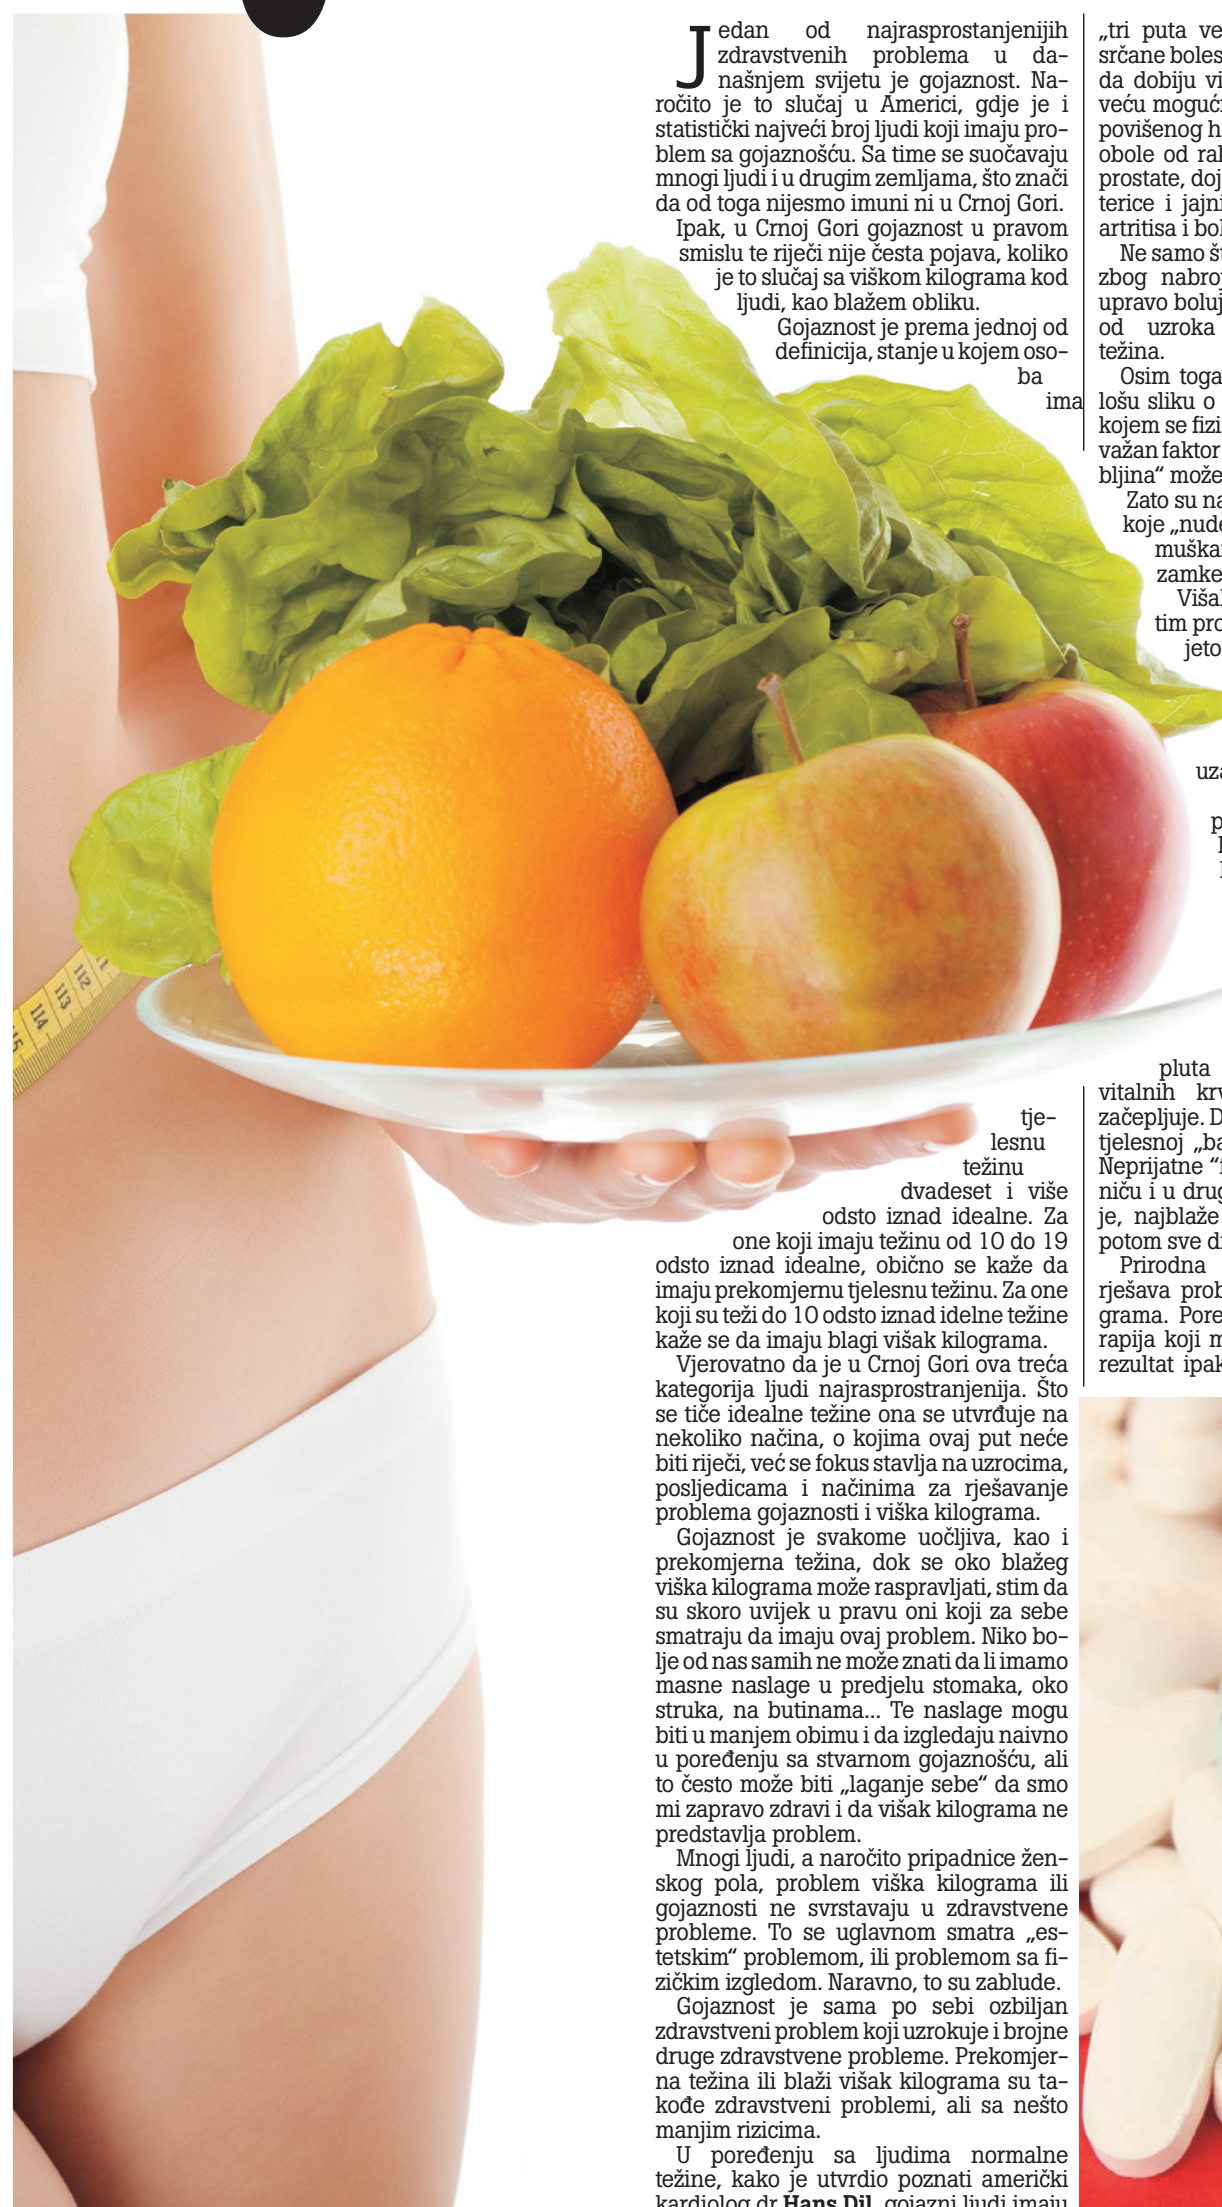 Jedan od najrasprostanjenijih
zdravstvenih problema u da-
našnjem svijetu je gojaznost. Na-
ročito je to slučaj u Americi, gdje je i
statistički najveći broj ljudi koji imaju pro-
blem sa gojaznošću. Sa time se suočavaju
mnogi ljudi i u drugim zemljama, što znači
da od toga nijesmo imuni ni u Crnoj Gori.
Ipak, u Crnoj Gori gojaznost u pravom
smislu te riječi nije česta pojava, koliko
je to slučaj sa viškom kilograma kod
ljudi, kao blažem obliku.
Gojaznost je prema jednoj od
definicija, stanje u kojem oso-
ba
ima
tje-
lesnu
težinu
dvadeset i više
odsto iznad idealne. Za
one koji imaju težinu od 10 do 19
odsto iznad idealne, obično se kaže da
imaju prekomjernu tjelesnu težinu. Za one
koji su teži do 10 odsto iznad idelne težine
kaže se da imaju blagi višak kilograma.
Vjerovatno da je u Crnoj Gori ova treća
kategorija ljudi najrasprostranjenija. Što
se tiče idealne težine ona se utvrđuje na
nekoliko načina, o kojima ovaj put neće
biti riječi, već se fokus stavlja na uzrocima,
posljedicama i načinima za rješavanje
problema gojaznosti i viška kilograma.
Gojaznost je svakome uočljiva, kao i
prekomjerna težina, dok se oko blažeg
viška kilograma može raspravljati, stim da
su skoro uvijek u pravu oni koji za sebe
smatraju da imaju ovaj problem. Niko bo-
lje od nas samih ne može znati da li imamo
masne naslage u predjelu stomaka, oko
struka, na butinama... Te naslage mogu
biti u manjem obimu i da izgledaju naivno
u poređenju sa stvarnom gojaznošću, ali
to često može biti „laganje sebe“ da smo
mi zapravo zdravi i da višak kilograma ne
predstavlja problem.
Mnogi ljudi, a naročito pripadnice žen-
skog pola, problem viška kilograma ili
gojaznosti ne svrstavaju u zdravstvene
probleme. To se uglavnom smatra „es-
tetskim“ problemom, ili problemom sa fi-
zičkim izgledom. Naravno, to su zablude.
Gojaznost je sama po sebi ozbiljan
zdravstveni problem koji uzrokuje i brojne
druge zdravstvene probleme. Prekomjer-
na težina ili blaži višak kilograma su ta-
kođe zdravstveni problemi, ali sa nešto
manjim rizicima.
U poređenju sa ljudima normalne
težine, kako je utvrdio poznati američki
kardiolog dr Hans Dil, gojazni ljudi imaju
„tri puta ve
srčane boles
da dobiju vi
veću moguć
povišenog h
obole od ra
prostate, doj
terice i jajni
artritisa i bol
Ne samo št
zbog nabroj
upravo boluj
od uzroka
težina.
Osim toga
lošu sliku o
kojem se fizi
važan faktor
bljina“ može
Zato su na
koje „nude
muška
zamke
Višal
tim pro
jeto
uza
p
pluta
vitalnih krv
začepljuje. D
tjelesnoj „ba
Neprijatne “f
niču i u drug
je, najblaže
potom sve d
Prirodna
rješava prob
grama. Pore
rapija koji m
rezultat ipak
112
113
114